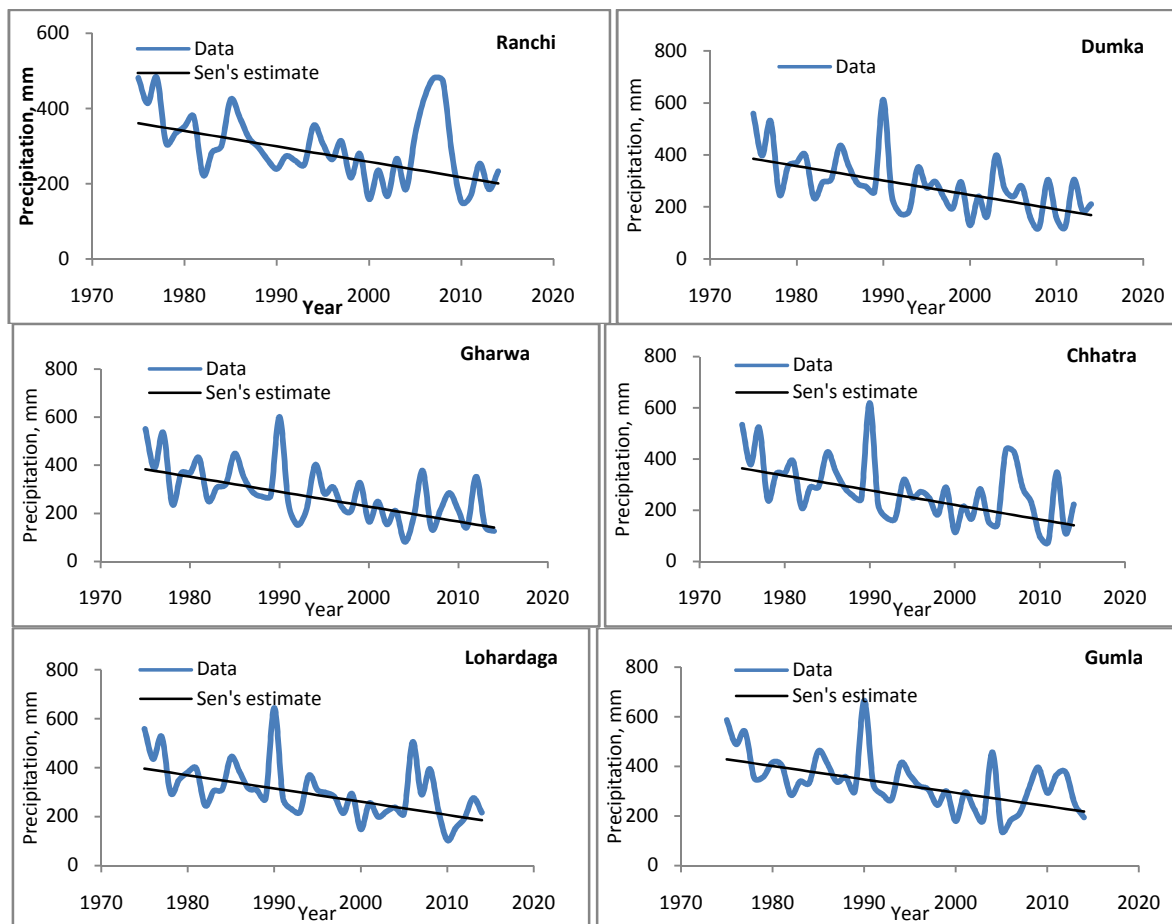 Ranchi
Data
Sen's estimate
Precipitation, mm
600
400
200
0
1970 1980 1990 2000 2010 2020
Year
Dumka
Data
Precipitation, mm
800
600
400
200
0
1970 1980 1990 2000 2010 2020
Year
Gharwa
Data
Sen's estimate
Precipitation, mm
800
600
400
200
0
1970 1980 1990 2000 2010 2020
Year
Chhatra
Data
Sen's estimate
Precipitation, mm
800
600
400
200
0
1970 1980 1990 2000 2010 2020
Year
Lohardaga
Data
Sen's estimate
Precipitation, mm
800
600
400
200
0
1970 1980 1990 2000 2010 2020
Year
Gumla
Data
Sen's estimate
Precipitation, mm
800
600
400
200
0
1970 1980 1990 2000 2010 2020
Year